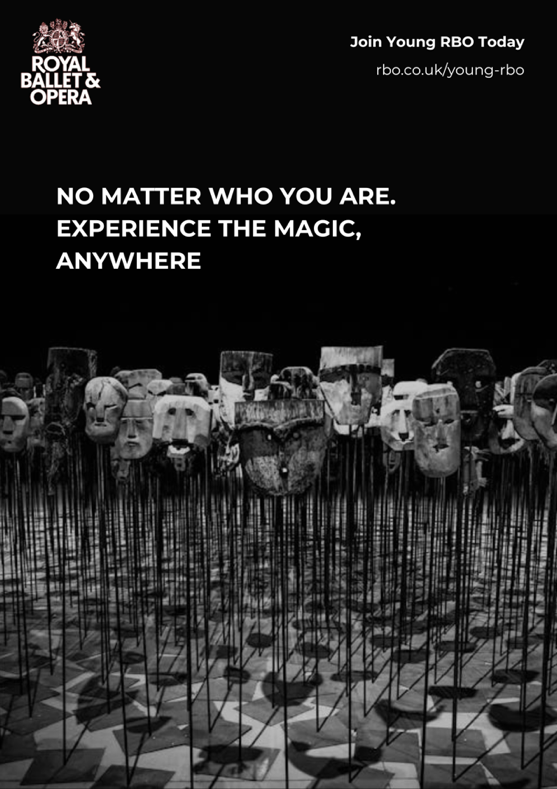 ROYAL
BALLET &
OPERA
Join Young RBO Today
rbo.co.uk/young-rbo
NO MATTER WHO YOU ARE.
EXPERIENCE THE MAGIC,
ANYWHERE